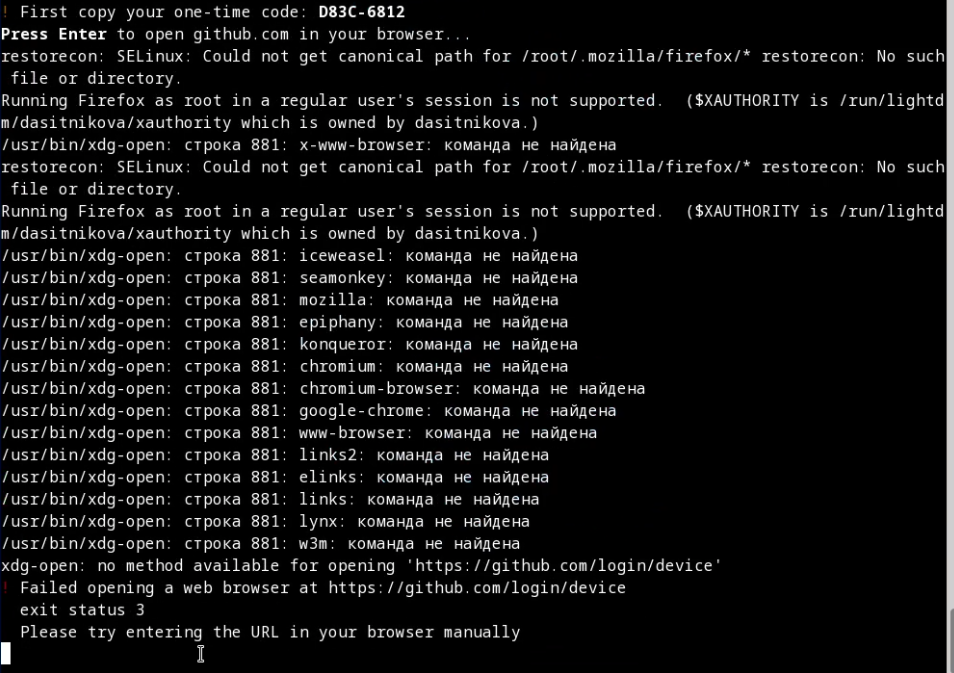 ! First copy your one-time code: D83C-6812
Press Enter to open github.com in your browser...
restorecon: SELinux: Could not get canonical path for /root/.mozilla/firefox/* restorecon: No such
file or directory.
Running Firefox as root in a regular user's session is not supported.  ($XAUTHORITY is /run/lightd
m/dasitnikova/xauthority which is owned by dasitnikova.)
/usr/bin/xdg-open: строка 881: x-www-browser: команда не найдена
restorecon: SELinux: Could not get canonical path for /root/.mozilla/firefox/* restorecon: No such
file or directory.
Running Firefox as root in a regular user's session is not supported.  ($XAUTHORITY is /run/lightd
m/dasitnikova/xauthority which is owned by dasitnikova.)
/usr/bin/xdg-open: строка 881: iceweasel: команда не найдена
/usr/bin/xdg-open: строка 881: seamonkey: команда не найдена
/usr/bin/xdg-open: строка 881: mozilla: команда не найдена
/usr/bin/xdg-open: строка 881: epiphany: команда не найдена
/usr/bin/xdg-open: строка 881: konqueror: команда не найдена
/usr/bin/xdg-open: строка 881: chromium: команда не найдена
/usr/bin/xdg-open: строка 881: chromium-browser: команда не найдена
/usr/bin/xdg-open: строка 881: google-chrome: команда не найдена
/usr/bin/xdg-open: строка 881: www-browser: команда не найдена
/usr/bin/xdg-open: строка 881: links2: команда не найдена
/usr/bin/xdg-open: строка 881: elinks: команда не найдена
/usr/bin/xdg-open: строка 881: links: команда не найдена
/usr/bin/xdg-open: строка 881: lynx: команда не найдена
/usr/bin/xdg-open: строка 881: w3m: команда не найдена
xdg-open: no method available for opening 'https://github.com/login/device'
! Failed opening a web browser at https://github.com/login/device
exit status 3
Please try entering the URL in your browser manually